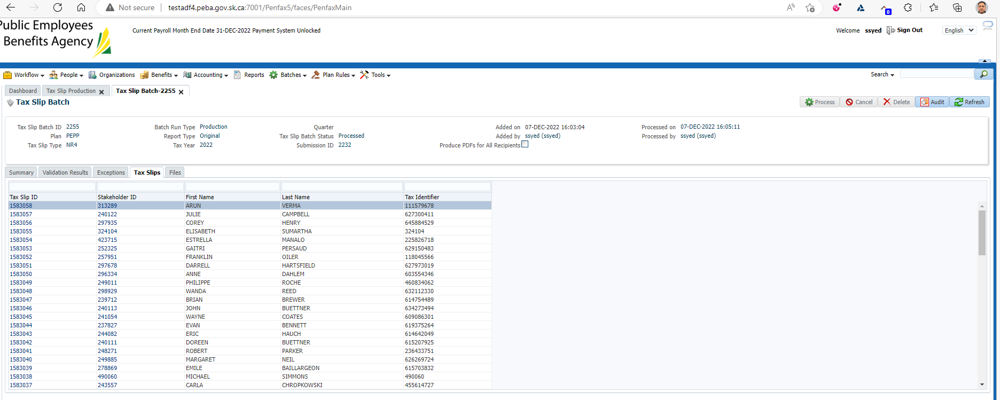 Not secure | testadf4.peba.gov.sk.ca:7001/Penfax5/faces/PenfaxMain
0
Public Employees
Benefits Agency
Current Payroll Month End Date 31-DEC-2022 Payment System Unlocked
Welcome ssyed Sign Out English
Workflow People Organizations Benefits Accounting Reports Batches Plan Rules Tools Search
Dashboard Tax Slip Production Tax Slip Batch-2255
Tax Slip Batch
Process Cancel Delete Audit Refresh
Tax Slip Batch ID 2255 Batch Run Type Production Quarter Added on 07-DEC-2022 16:03:04 Processed on 07-DEC-2022 16:05:11
Plan PEPP Report Type Original Tax Slip Batch Status Processed Added by ssyed (ssyed) Processed by ssyed (ssyed)
Tax Slip Type NR4 Tax Year 2022 Submission ID 2232 Produce PDFs for All Recipients
Summary Validation Results Exceptions Tax Slips Files
Tax Slip ID Stakeholder ID First Name Last Name Tax Identifier
1583058 313289 ARUN VERMA 111579678
1583057 240122 JULIE CAMPBELL 627300411
1583056 297935 COREY HENRY 645884529
1583055 324104 ELISABETH SUMARTHA 324104
1583054 423715 ESTRELLA MANALO 225826718
1583053 252325 GAITRI PERSAUD 629150483
1583052 257951 FRANKLIN OILER 118045566
1583051 297678 DARRELL HARTSFIELD 627973019
1583050 296334 ANNE DAHLEM 603554346
1583049 249011 PHILIPPE ROCHE 460834062
1583048 298929 WANDA REED 632112330
1583047 239712 BRIAN BREWER 614754489
1583046 240113 JOHN BUETTNER 634273494
1583045 241054 WAYNE COATES 609086301
1583044 237827 EVAN BENNETT 619375264
1583043 244082 ERIC HAUCH 614642049
1583042 240111 DOREEN BUETTNER 615207925
1583041 248271 ROBERT PARKER 236433751
1583040 249885 MARGARET NEIL 626269724
1583039 278869 EMILE BAILLARGEON 615703832
1583038 490060 MICHAEL SIMMONS 490060
1583037 243557 CARLA CHROPKOWSKI 455614727